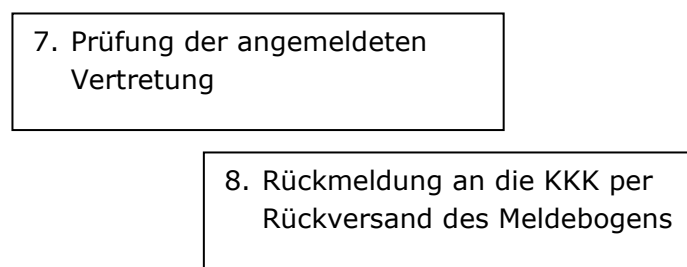 7. Prüfung der angemeldeten
Vertretung
8. Rückmeldung an die KKK per
Rückversand des Meldebogens